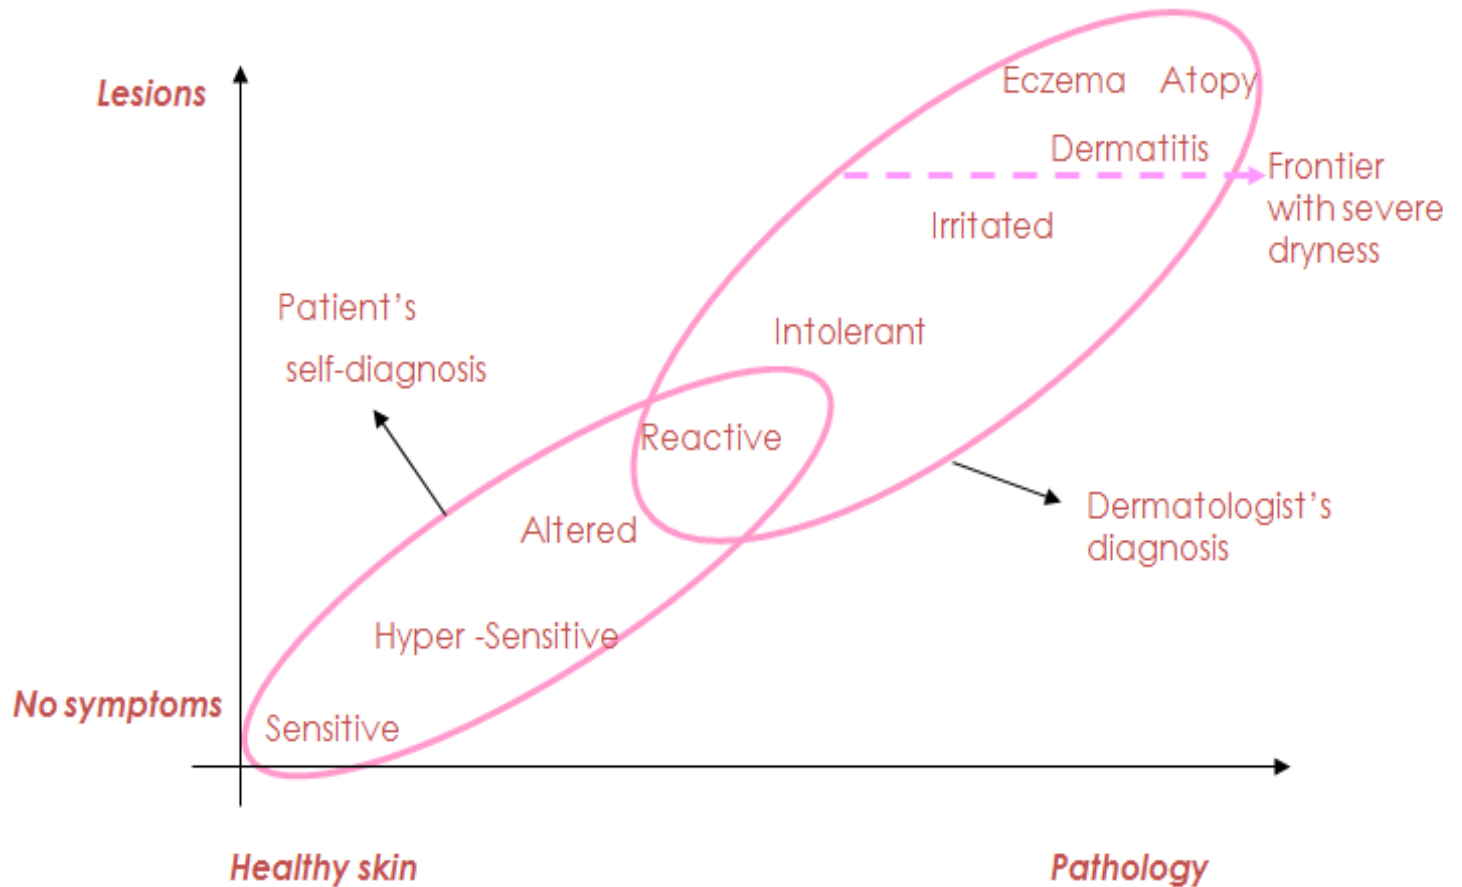 Lesions
Eczema Atopy
Dermatitis
Frontier
with severe
dryness
Irritated
Patient's
self-diagnosis
Intolerant
Reactive
Altered
Dermatologist's
diagnosis
Hyper -Sensitive
No symptoms
Sensitive
Healthy skin
Pathology